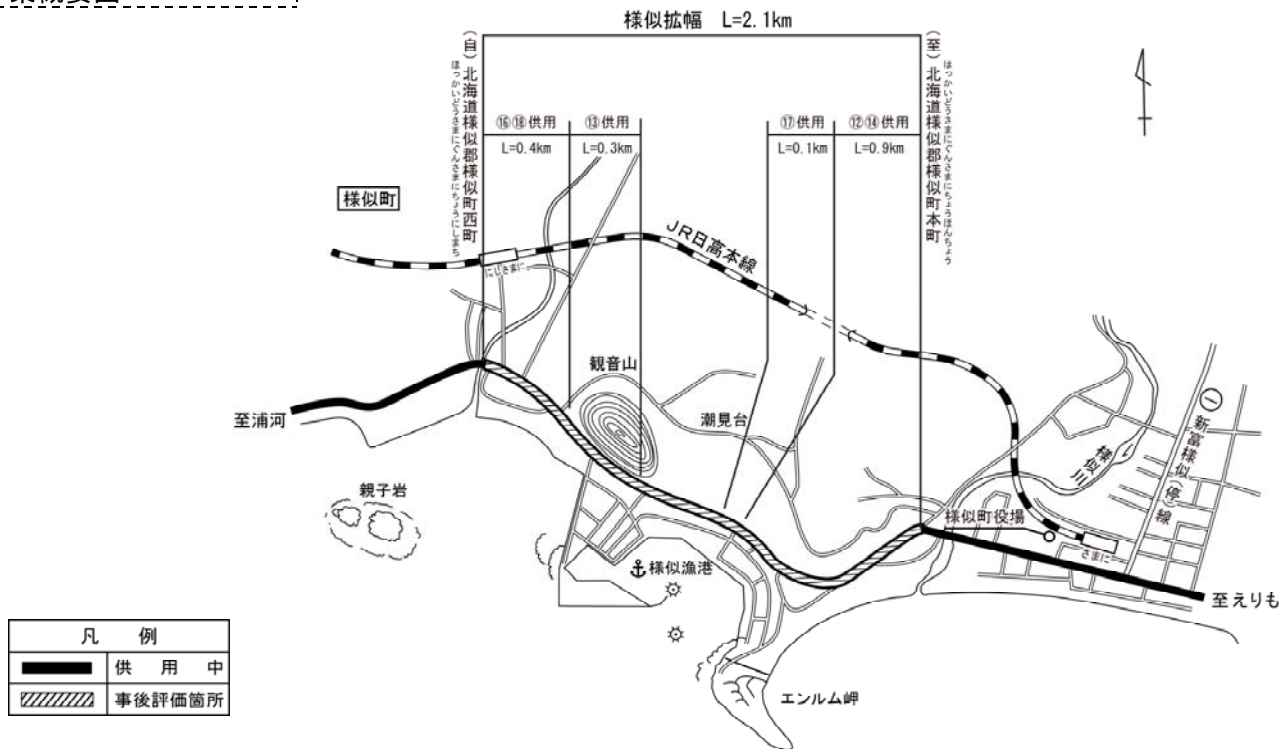 様似拡幅 L=2.1km
(自)北海道様似郡様似町西町
ほっかいどうさまにぐんさまにちょうにしまち
(至)北海道様似郡様似町本町
ほっかいどうさまにぐんさまにちょうほんちょう
⑯⑱供用
L=0.4km
⑬供用
L=0.3km
⑰供用
L=0.1km
⑫⑭供用
L=0.9km
様似町
にしさまに
JR日高本線
観音山
潮見台
至浦河
親子岩
様似漁港
様似川
一
新富様似(停)線
様似町役場
さまに
至えりも
エンルム岬
凡例
供用中
事後評価箇所